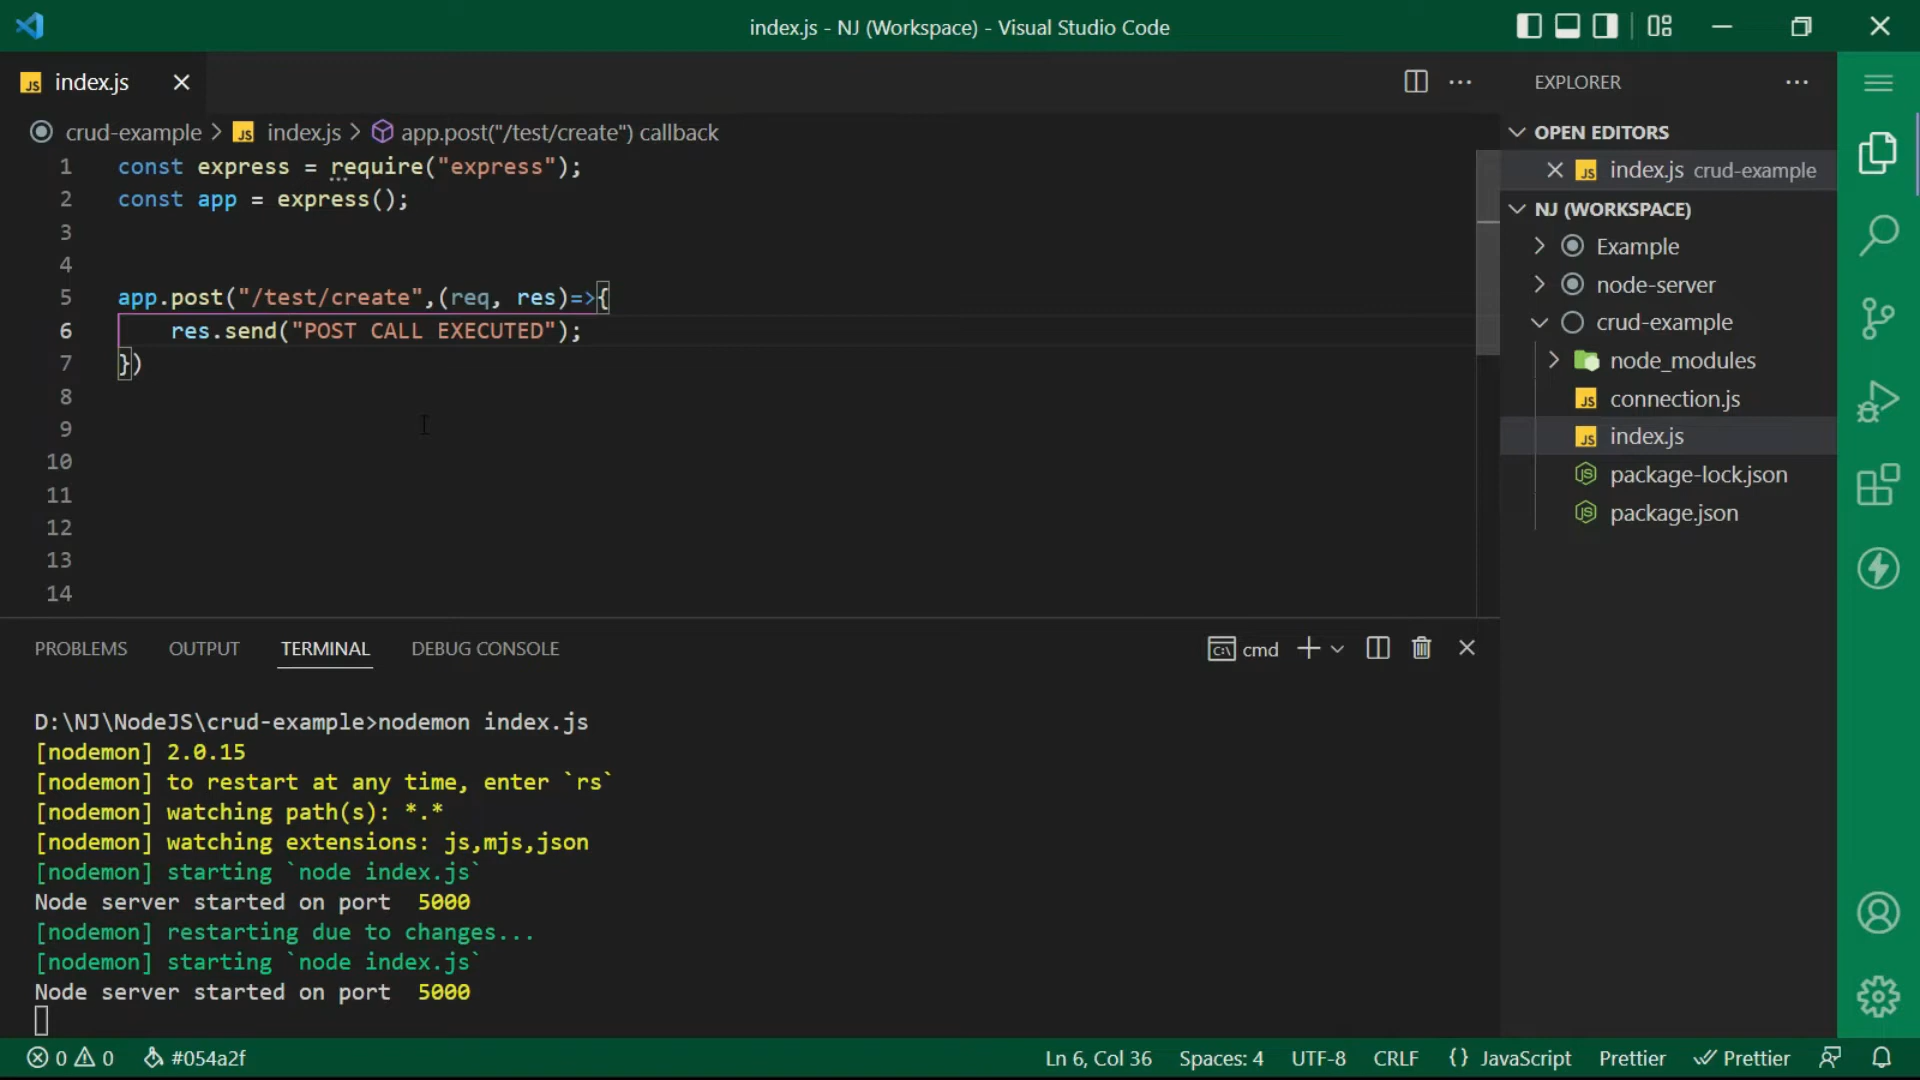 index.js - NJ (Workspace) - Visual Studio Code
JS index.js
crud-example > JS index.js > app.post("/test/create") callback
1 const express = require("express");
2 const app = express();
3
4
5 app.post("/test/create",(req, res)=>{
6 res.send("POST CALL EXECUTED");
7 })
8
9
10
11
12
13
14
EXPLORER
OPEN EDITORS
JS index.js crud-example
NJ (WORKSPACE)
Example
node-server
crud-example
node_modules
JS connection.js
JS index.js
package-lock.json
package.json
PROBLEMS OUTPUT TERMINAL DEBUG CONSOLE
cmd
D:\NJ\NodeJS\crud-example>nodemon index.js
[nodemon] 2.0.15
[nodemon] to restart at any time, enter `rs`
[nodemon] watching path(s): *.*
[nodemon] watching extensions: js,mjs,json
[nodemon] starting `node index.js`
Node server started on port  5000
[nodemon] restarting due to changes...
[nodemon] starting `node index.js`
Node server started on port  5000
0 0 #054a2f Ln 6, Col 36 Spaces: 4 UTF-8 CRLF {} JavaScript Prettier Prettier